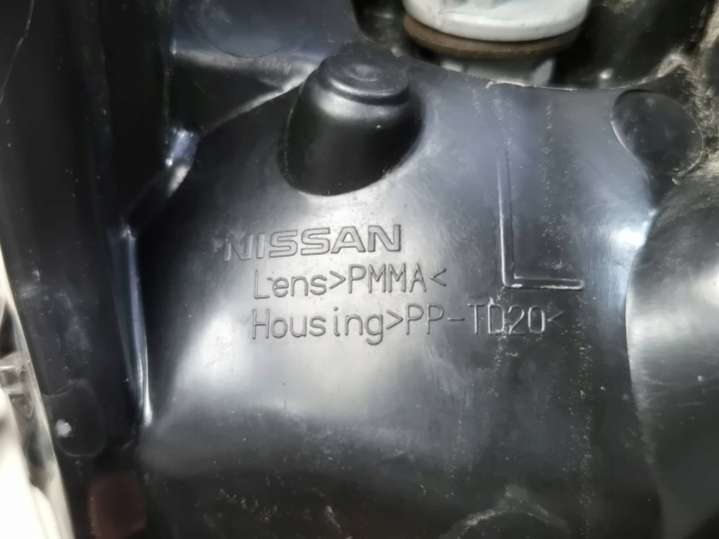 NISSAN
L
Lens>PMMA<
Housing>PP-TD20<